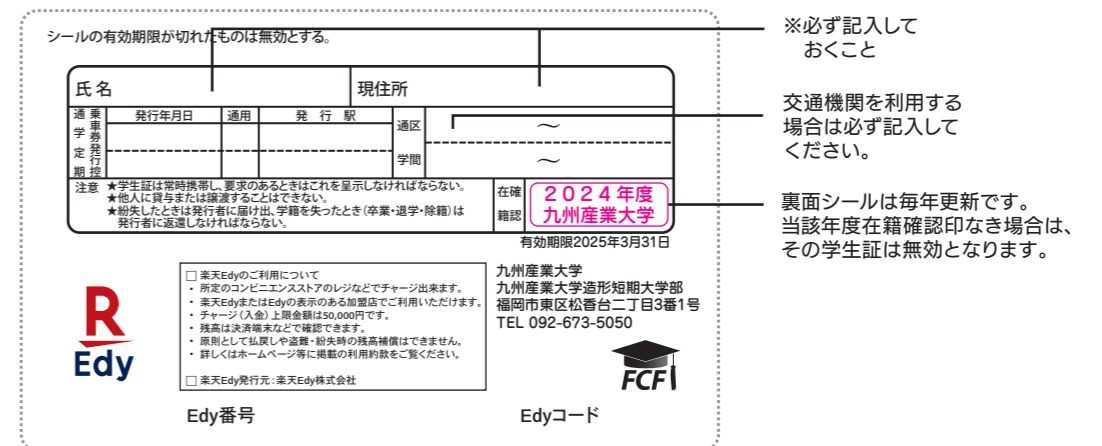 シールの有効期限が切れたものは無効とする。
※必ず記入して
おくこと
氏名
現住所
交通機関を利用する
場合は必ず記入して
ください。
通学定期
乗車券発行控
発行年月日
通用
発行駅
通区
学間
～
～
注意
★学生証は常時携帯し、要求のあるときはこれを呈示しなければならない。
★他人に貸与または譲渡することはできない。
★紛失したときは発行者に届け出、学籍を失ったとき(卒業・退学・除籍)は
発行者に返還しなければならない。
在確
籍認
2024年度
九州産業大学
裏面シールは毎年更新です。
当該年度在籍確認印なき場合は、
その学生証は無効となります。
有効期限2025年3月31日
R
Edy
□ 楽天Edyのご利用について
・ 所定のコンビニエンスストアのレジなどでチャージ出来ます。
・ 楽天EdyまたはEdyの表示のある加盟店でご利用いただけます。
・ チャージ(入金)上限金額は50,000円です。
・ 残高は決済端末などで確認できます。
・ 原則として払戻しや盗難・紛失時の残高補償はできません。
・ 詳しくはホームページ等に掲載の利用約款をご覧ください。
□ 楽天Edy発行元:楽天Edy株式会社
九州産業大学
九州産業大学造形短期大学部
福岡市東区松香台二丁目3番1号
TEL 092-673-5050
FCF
Edy番号
Edyコード